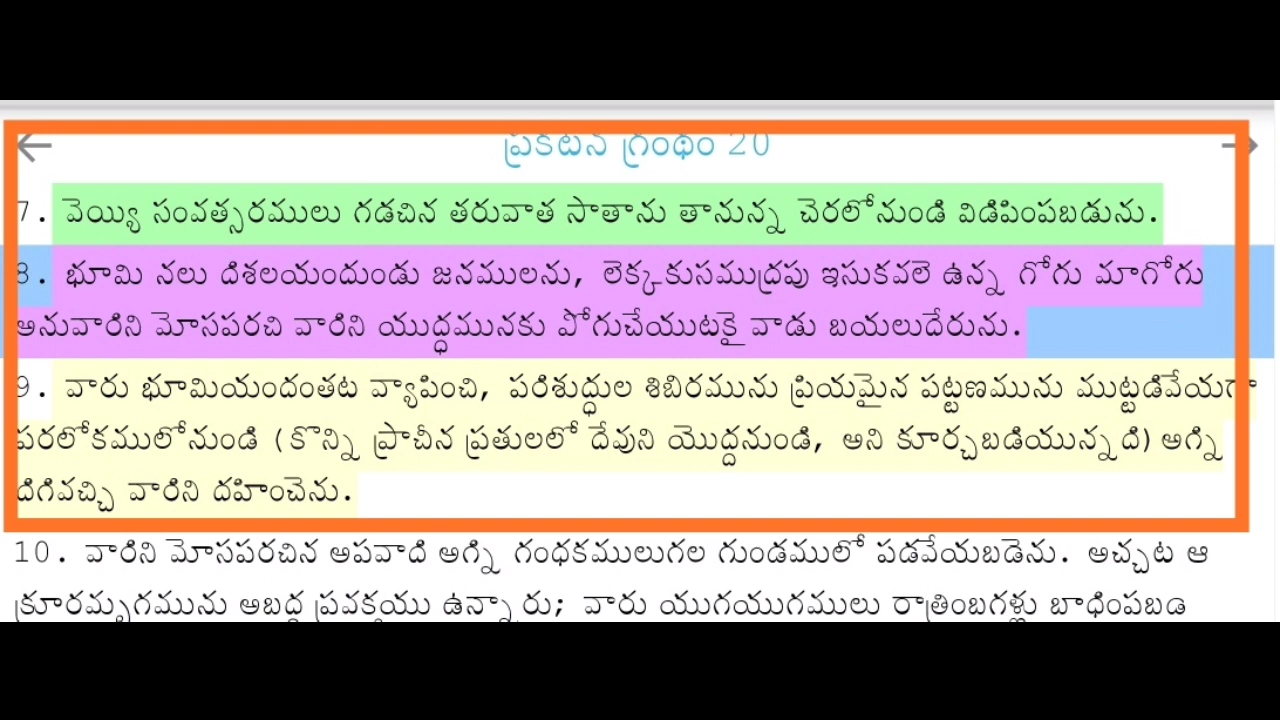 ప్రకటన గ్రంథం 20
7. వెయ్యి సంవత్సరములు గడచిన తరువాత సాతాను తానున్న చెరలోనుండి విడిపింపబడును.
8. భూమి నలు దిశలయందుండు జనములను, లెక్కకుసముద్రపు ఇసుకవలె ఉన్న గోగు మాగోగు
అనువారిని మోసపరచి వారిని యుద్ధమునకు పోగుచేయుటకై వాడు బయలుదేరును.
9. వారు భూమియందంతట వ్యాపించి, పరిశుద్ధుల శిబిరమును ప్రియమైన పట్టణమును ముట్టడివేయగా
పరలోకములోనుండి (కొన్ని ప్రాచీన ప్రతులలో దేవుని యొద్దనుండి, అని కూర్చబడియున్నది) అగ్ని
దిగివచ్చి వారిని దహించెను.
10. వారిని మోసపరచిన అపవాది అగ్ని గంధకములుగల గుండములో పడవేయబడెను. అచ్చట ఆ
క్రూరమృగమును అబద్ధ ప్రవక్తయు ఉన్నారు; వారు యుగయుగములు రాత్రింబగళ్లు బాధింపబడ